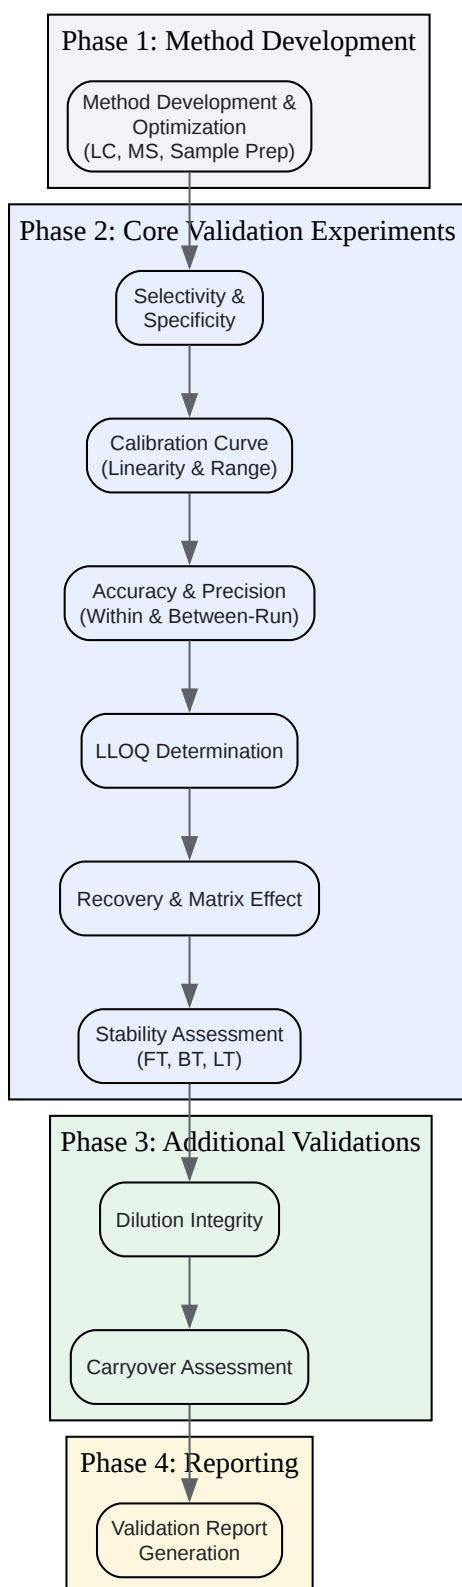 Phase 1: Method Development
Method Development &
Optimization
(LC, MS, Sample Prep)
Phase 2: Core Validation Experiments
Selectivity &
Specificity
Calibration Curve
(Linearity & Range)
Accuracy & Precision
(Within & Between-Run)
LLOQ Determination
Recovery & Matrix Effect
Stability Assessment
(FT, BT, LT)
Phase 3: Additional Validations
Dilution Integrity
Carryover Assessment
Phase 4: Reporting
Validation Report
Generation